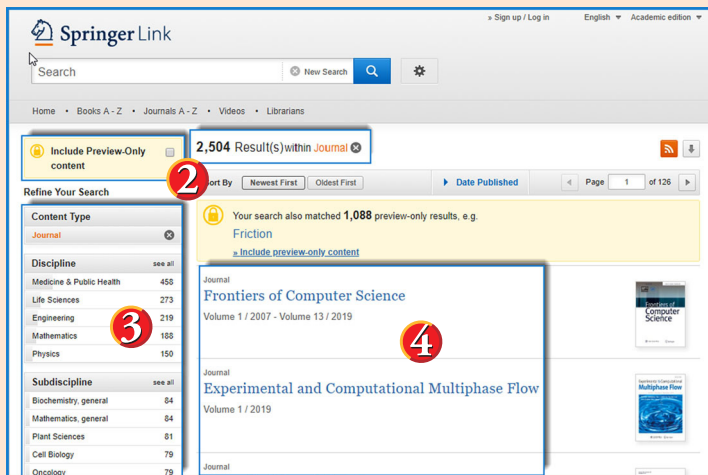 » Sign up / Log in English Academic edition
Springer Link
Search New Search
Home • Books A - Z • Journals A - Z • Videos • Librarians
Include Preview-Only
content
2
2,504 Result(s) within Journal
Refine Your Search
Sort By Newest First Oldest First Date Published Page 1 of 126
Content Type
Journal
Your search also matched 1,088 preview-only results, e.g.
Friction
» Include preview-only content
Discipline see all
Medicine & Public Health 458
Life Sciences 273
Engineering 219
Mathematics 188
Physics 150
3
Subdiscipline see all
Biochemistry, general 84
Mathematics, general 84
Plant Sciences 81
Cell Biology 79
Oncology 79
Journal
Frontiers of Computer Science
Volume 1 / 2007 - Volume 13 / 2019
4
Frontiers of
Computer
Science
Journal
Experimental and Computational Multiphase Flow
Volume 1 / 2019
Multiphase Flow
Journal